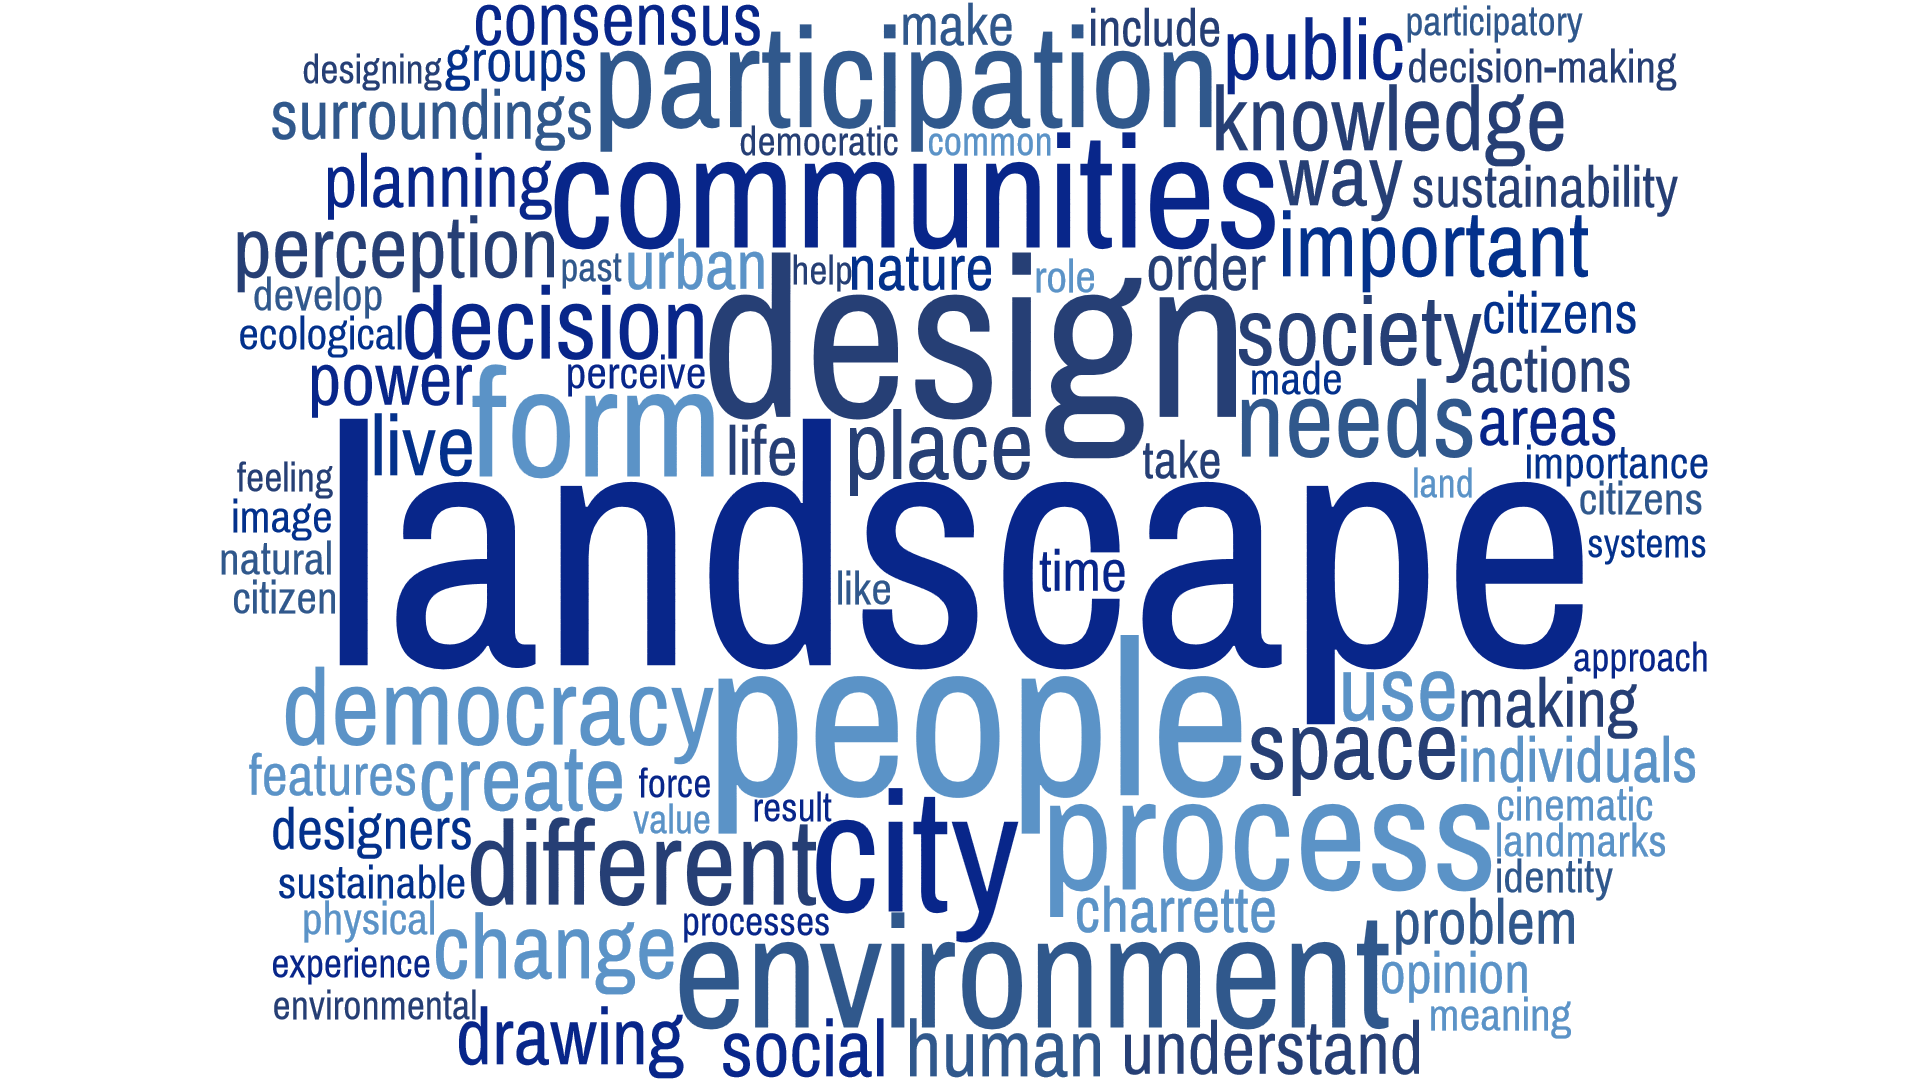 consensus make include participatory
designing groups participation public decision-making
surroundings democratic common knowledge
planning communities way sustainability
perception past urban help nature role order important
develop decision design society citizens
ecological power perceive made actions
live form life place take needs areas
feeling land importance
image landscape citizens
natural like time systems
citizen
approach
democracy people use making
features create force space individuals
value result cinematic
designers different city process landmarks
sustainable identity
physical change processes charrette problem
experience environment opinion
environmental meaning
drawing social human understand